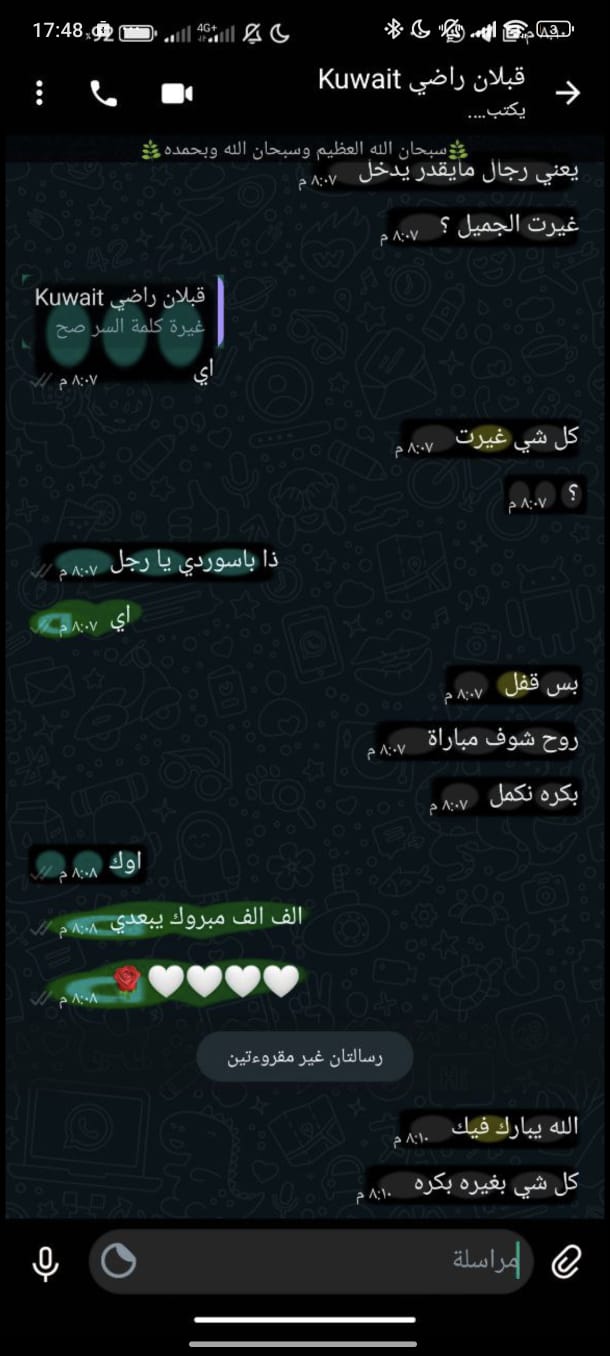 17:48
4G+
قبلان راضي Kuwait
يكتب....
سبحان الله العظيم وسبحان الله وبحمده
يعني رجال مايقدر يدخل ٨:٠٧ م
غيرت الجميل ؟ ٨:٠٧ م
قبلان راضي Kuwait
غيرة كلمة السر صح
اي ٨:٠٧ م
كل شي غيرت ٨:٠٧ م
؟ ٨:٠٧ م
ذا باسوردي يا رجل ٨:٠٧ م
اي ٨:٠٧ م
بس قفل ٨:٠٧ م
روح شوف مباراة ٨:٠٧ م
بكره نكمل ٨:٠٧ م
اوك ٨:٠٨ م
الف الف مبروك يبعدي ٨:٠٨ م
٨:٠٨ م
رسالتان غير مقروءتين
الله يبارك فيك ٨:١٠ م
كل شي بغيره بكره ٨:١٠ م
مراسلة